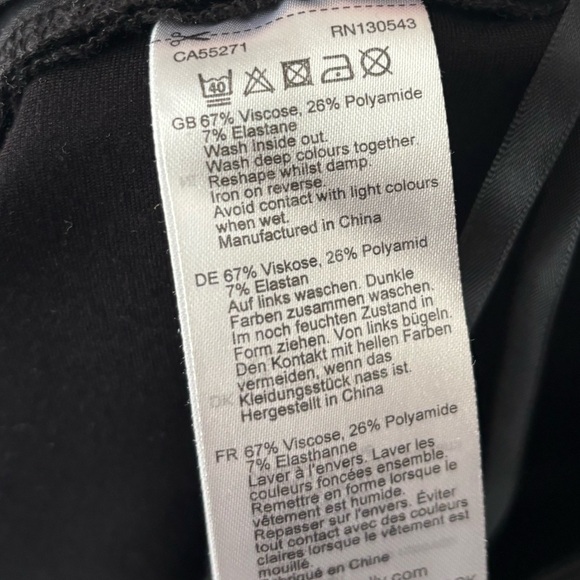 CA55271
RN130543
40
GB 67% Viscose, 26% Polyamide
7% Elastane
Wash inside out.
Wash deep colours together.
Reshape whilst damp.
Iron on reverse.
Avoid contact with light colours
when wet.
Manufactured in China
DE 67% Viskose, 26% Polyamid
7% Elastan
Auf links waschen. Dunkle
Farben zusammen waschen.
Im noch feuchten Zustand in
Form ziehen. Von links bügeln.
Den Kontakt mit hellen Farben
vermeiden, wenn das
Kleidungsstück nass ist.
Hergestellt in China
FR 67% Viscose, 26% Polyamide
7% Elasthanne
Laver à l'envers. Laver les
couleurs foncées ensemble.
Remettre en forme lorsque le
vêtement est humide.
Repasser sur l'envers. Éviter
tout contact avec des couleurs
claires lorsque le vêtement est
mouillé.
en Chine